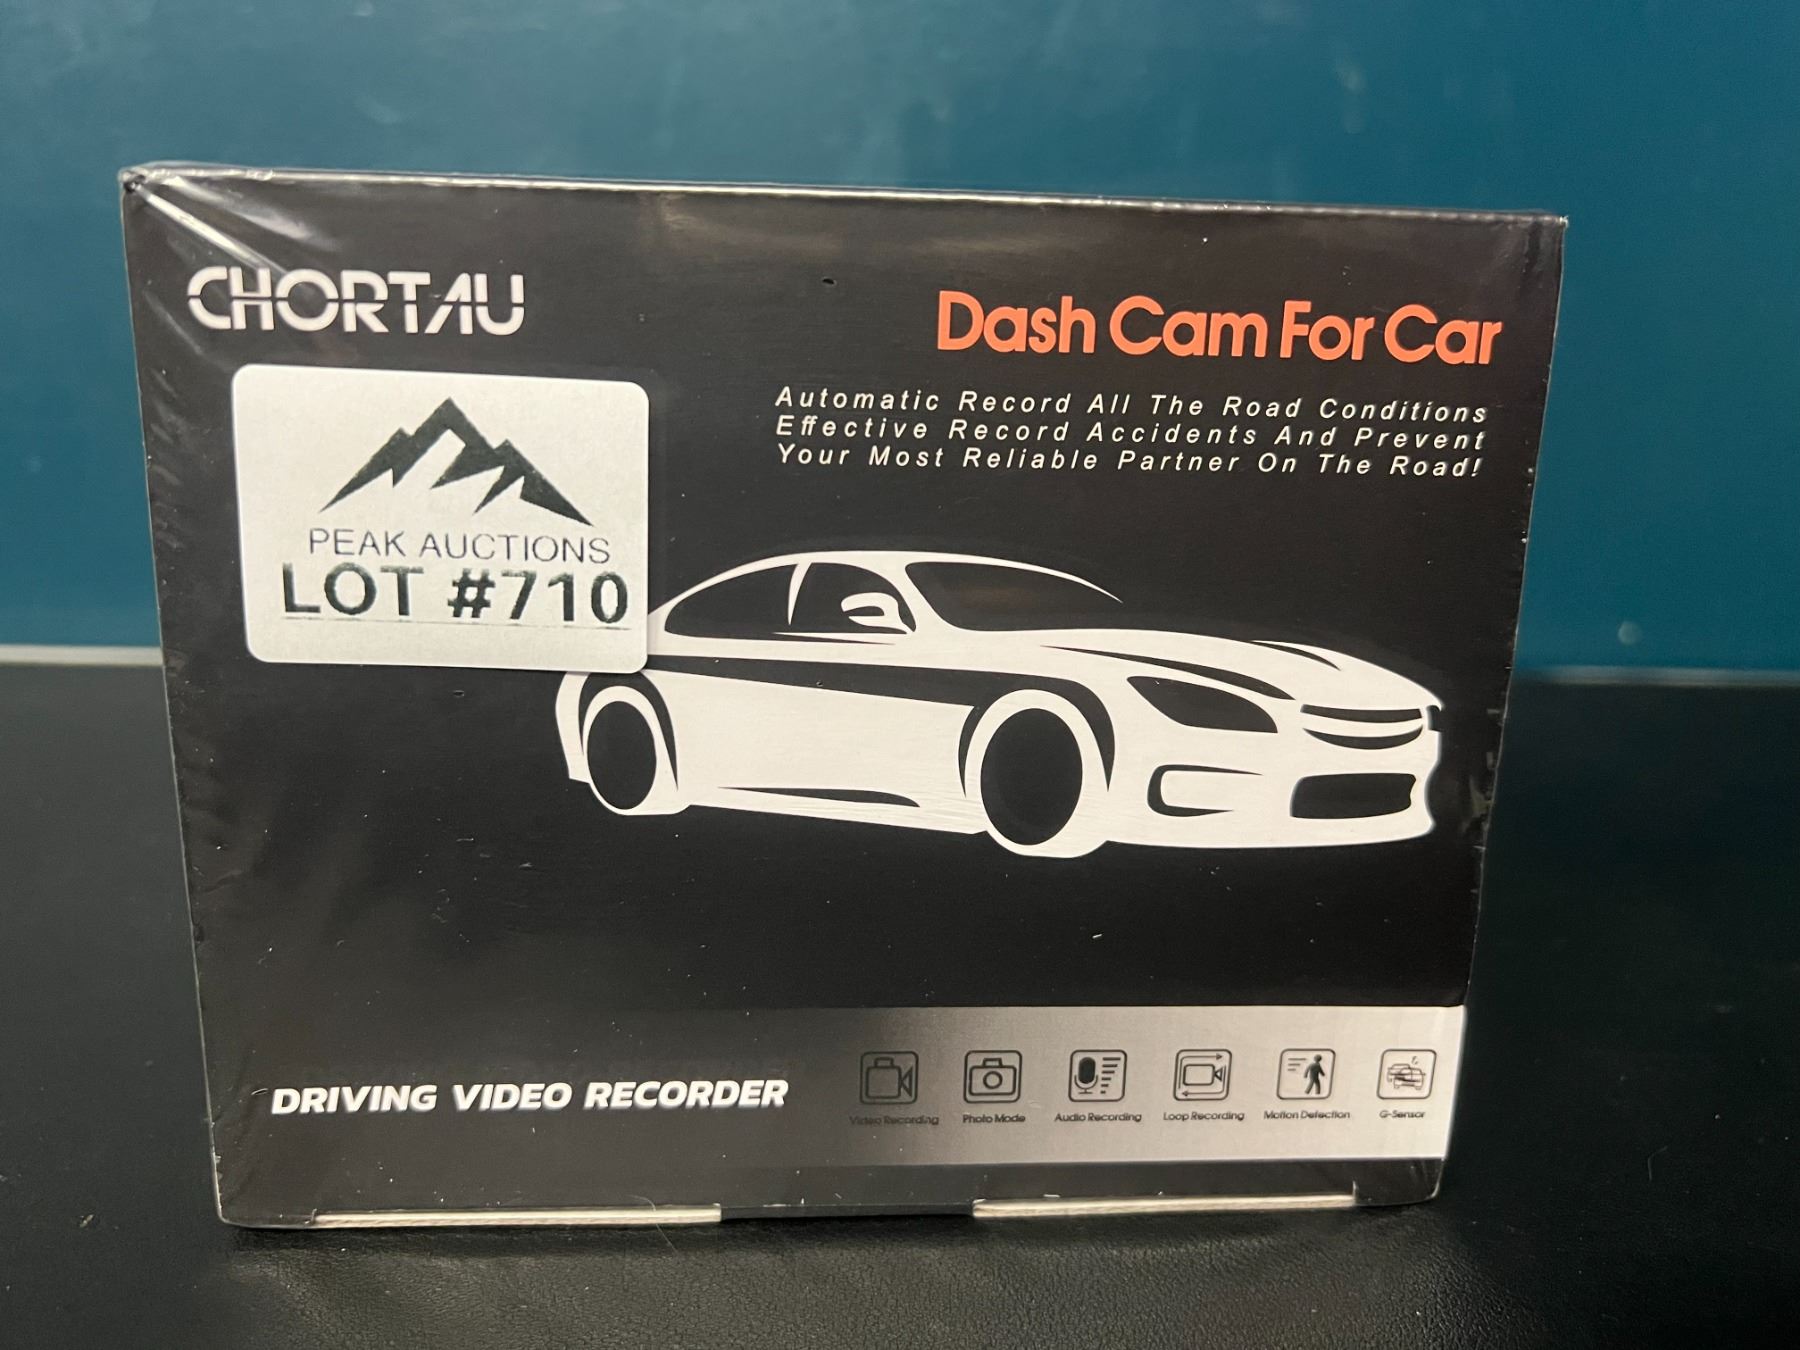 CHORTAU
Dash Cam For Car
Automatic Record All The Road Conditions
Effective Record Accidents And Prevent
Your Most Reliable Partner On The Road!
PEAK AUCTIONS
LOT #710
DRIVING VIDEO RECORDER
Video Recording
Photo Mode
Audio Recording
Loop Recording
Motion Detection
G-Sensor